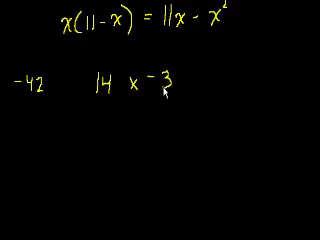 x(11-x) = 11x - x²
-42 14 x -3